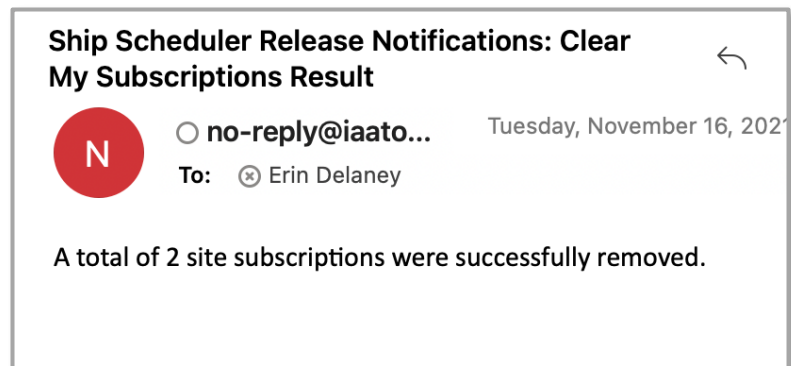 Ship Scheduler Release Notifications: Clear
My Subscriptions Result
N
no-reply@iaato...
Tuesday, November 16, 202
To: Erin Delaney
A total of 2 site subscriptions were successfully removed.